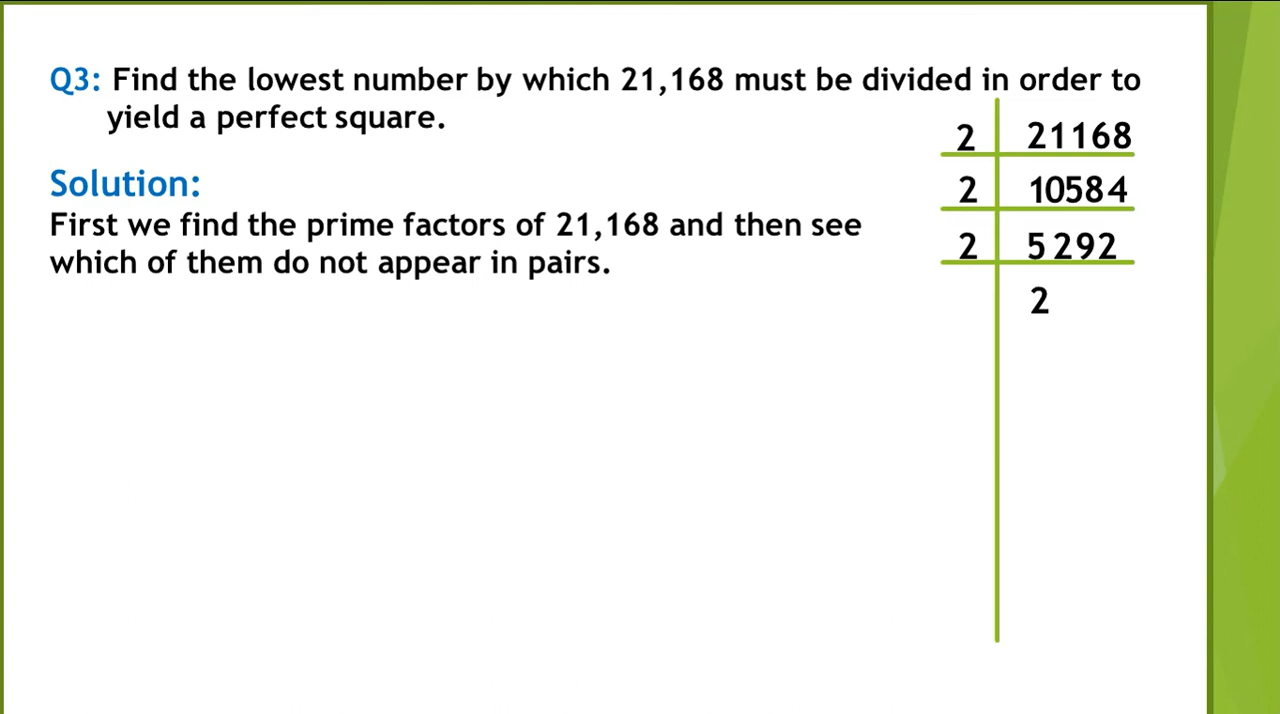 Q3: Find the lowest number by which 21,168 must be divided in order to
yield a perfect square.
2 21168
Solution:
2 10584
First we find the prime factors of 21,168 and then see
2 5292
which of them do not appear in pairs.
2